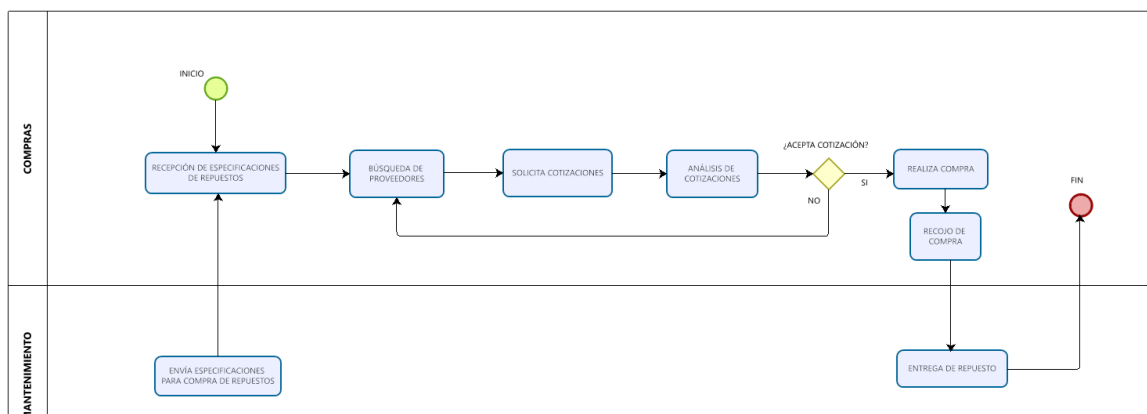 COMPRAS
INICIO
RECEPCIÓN DE ESPECIFICACIONES
DE REPUESTOS
BÚSQUEDA DE
PROVEEDORES
SOLICITA COTIZACIONES
ANÁLISIS DE
COTIZACIONES
¿ACEPTA COTIZACIÓN?
NO
SI
REALIZA COMPRA
RECOJO DE
COMPRA
FIN
MANTENIMIENTO
ENVÍA ESPECIFICACIONES
PARA COMPRA DE REPUESTOS
ENTREGA DE REPUESTO